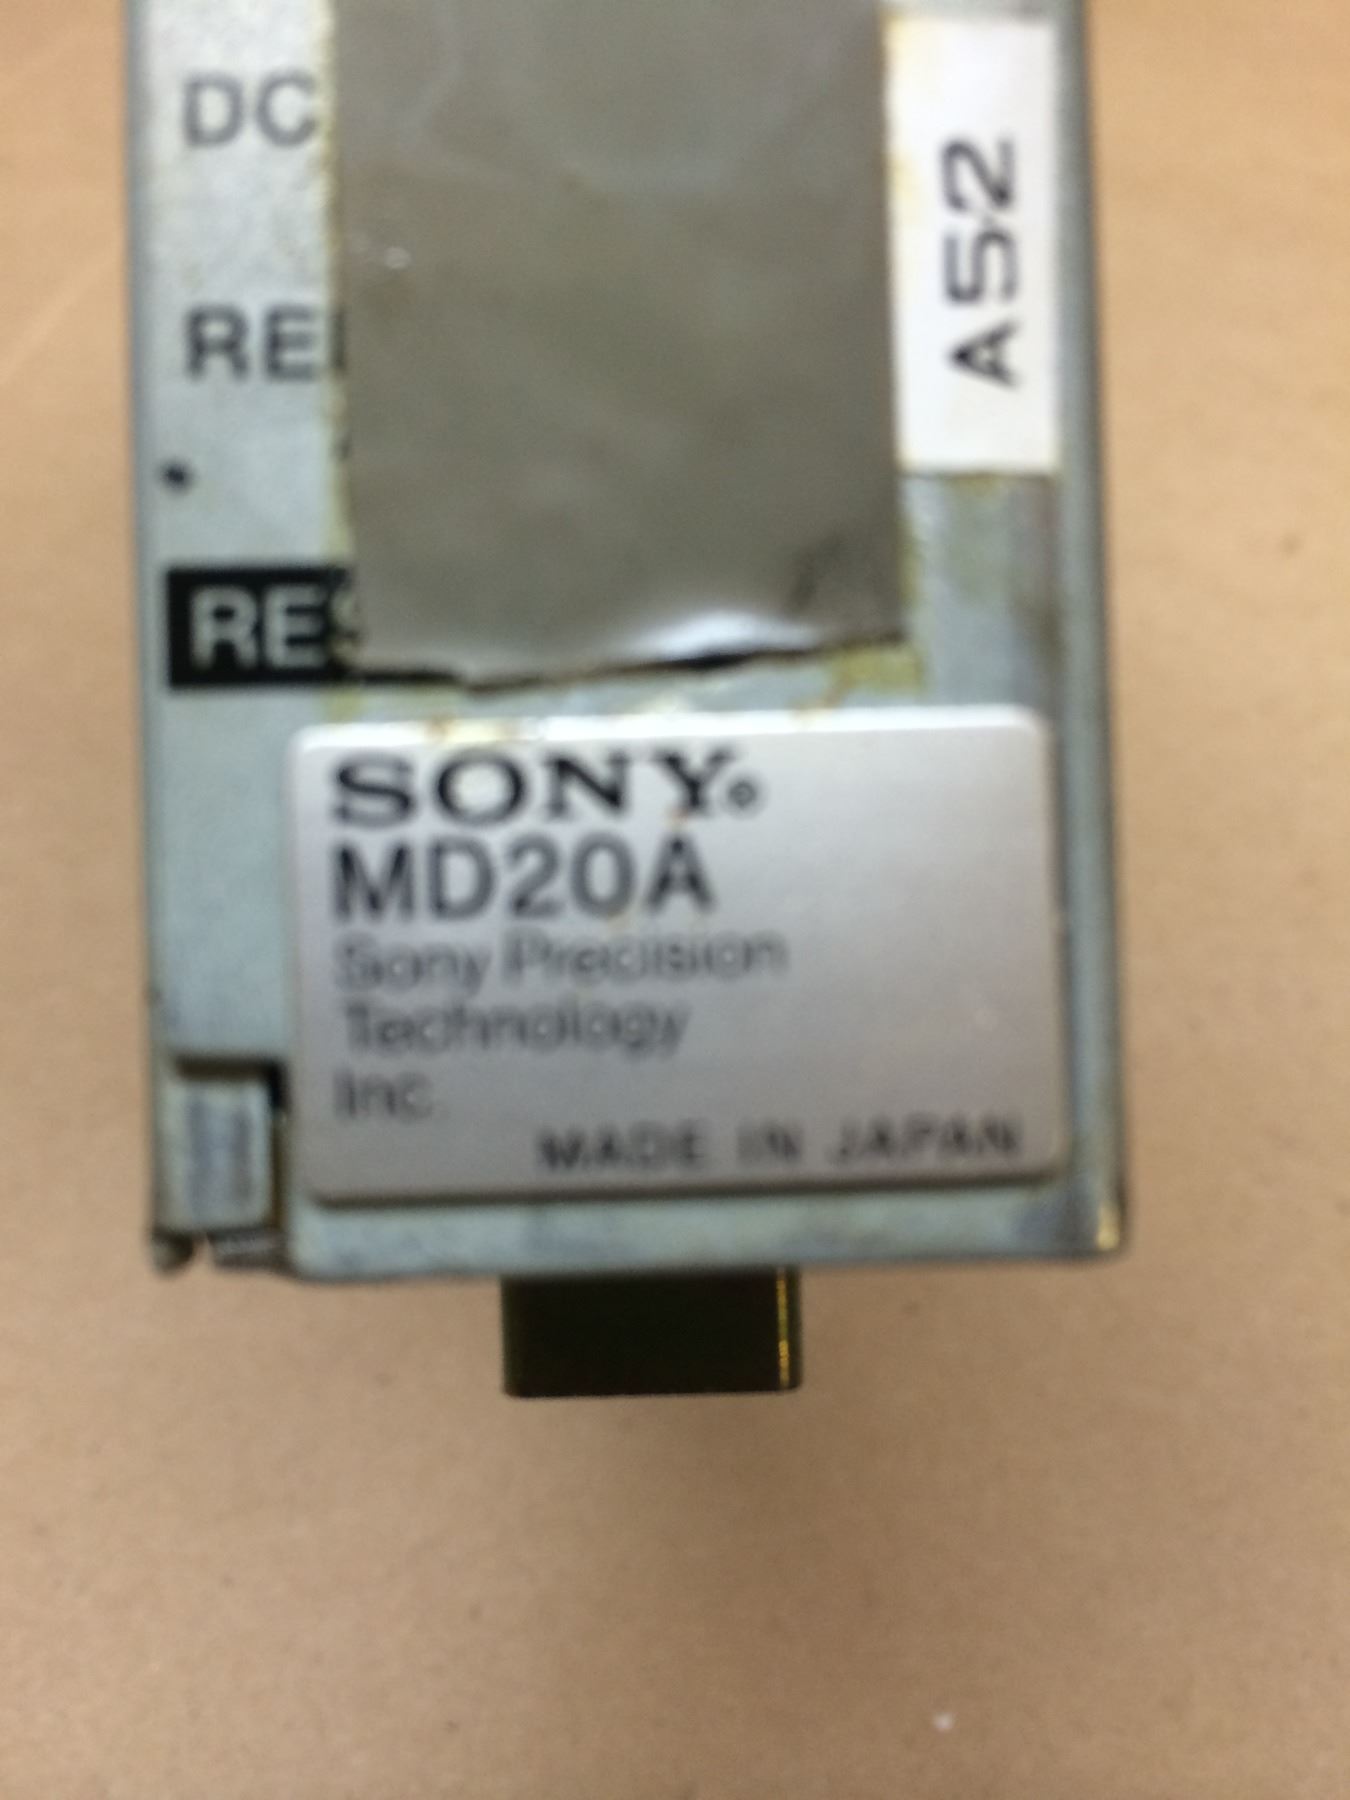 DC
A52
RE
RES
SONY®
MD20A
Sony Precision
Technology
Inc.
MADE IN JAPAN